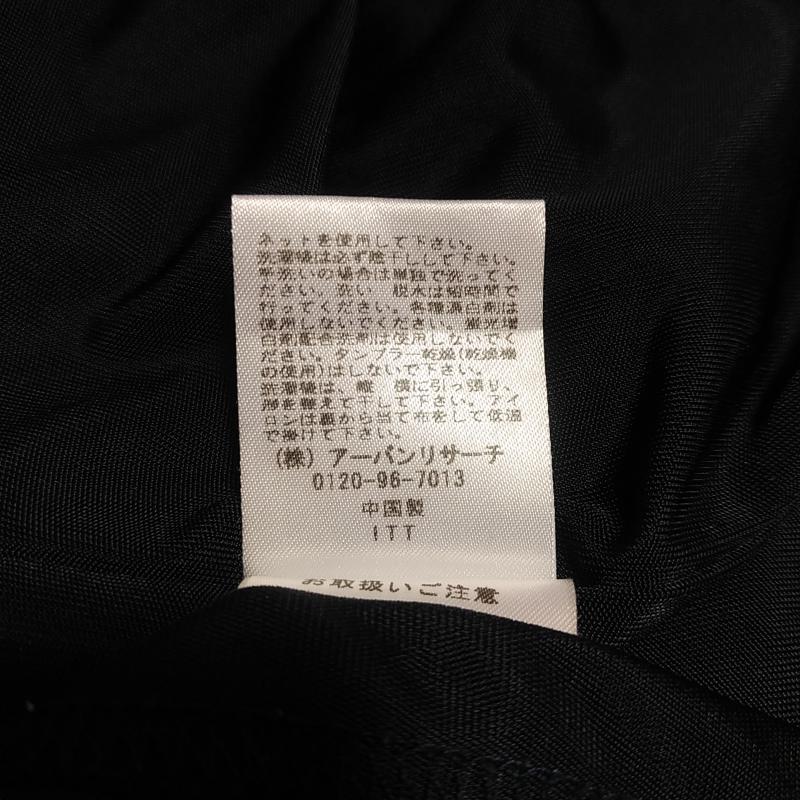 ネットを使用して下さい。
洗濯後は必ず陰干しして下さい。
手洗いの場合は単独で洗ってく
ださい。洗い 脱水は短時間で
行ってください。各種漂白剤は
使用しないでください。蛍光増
白剤配合洗剤は使用しないでく
ださい。タンブラー乾燥(乾燥機
の使用)はしないで下さい。
洗濯後は、縦 横に引っ張り、
形を整えて干して下さい。アイ
ロンは裏から当て布をして低温
で掛けて下さい。
(株) アーバンリサーチ
0120-96-7013
中国製
ITT
お取扱いご注意